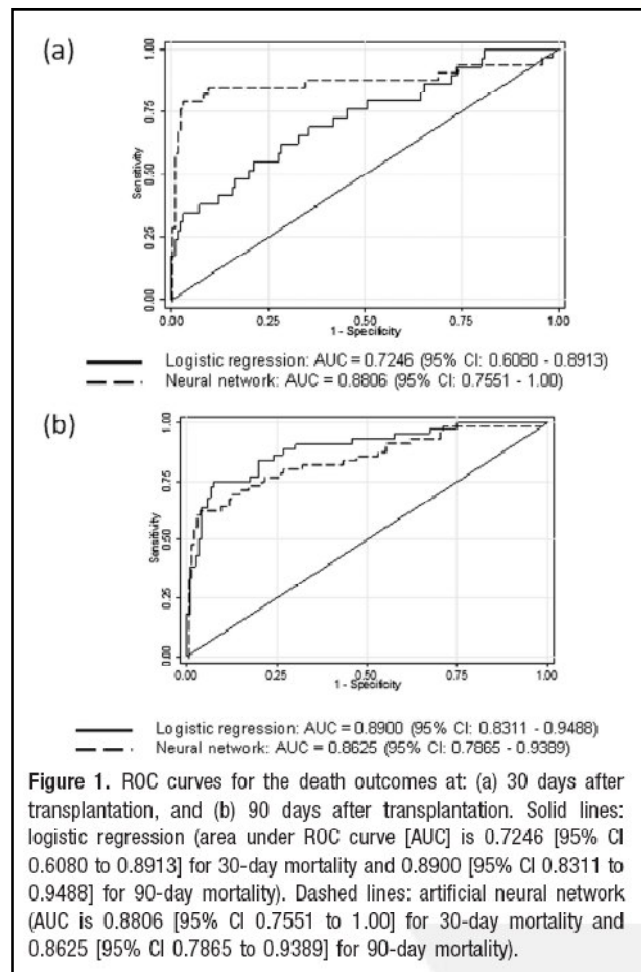 (a)
1.00
0.75
0.50
0.25
0.00
Sensitivity
0.00 0.25 0.50 0.75 1.00
1 - Specificity
Logistic regression: AUC = 0.7246 (95% CI: 0.6080 - 0.8913)
Neural network: AUC = 0.8806 (95% CI: 0.7551 - 1.00)
(b)
1.00
0.75
0.50
0.25
0.00
Sensitivity
0.00 0.25 0.50 0.75 1.00
1 - Specificity
Logistic regression: AUC = 0.8900 (95% CI: 0.8311 - 0.9488)
Neural network: AUC = 0.8625 (95% CI: 0.7865 - 0.9389)
Figure 1. ROC curves for the death outcomes at: (a) 30 days after
transplantation, and (b) 90 days after transplantation. Solid lines:
logistic regression (area under ROC curve [AUC] is 0.7246 [95% CI
0.6080 to 0.8913] for 30-day mortality and 0.8900 [95% CI 0.8311 to
0.9488] for 90-day mortality). Dashed lines: artificial neural network
(AUC is 0.8806 [95% CI 0.7551 to 1.00] for 30-day mortality and
0.8625 [95% CI 0.7865 to 0.9389] for 90-day mortality).